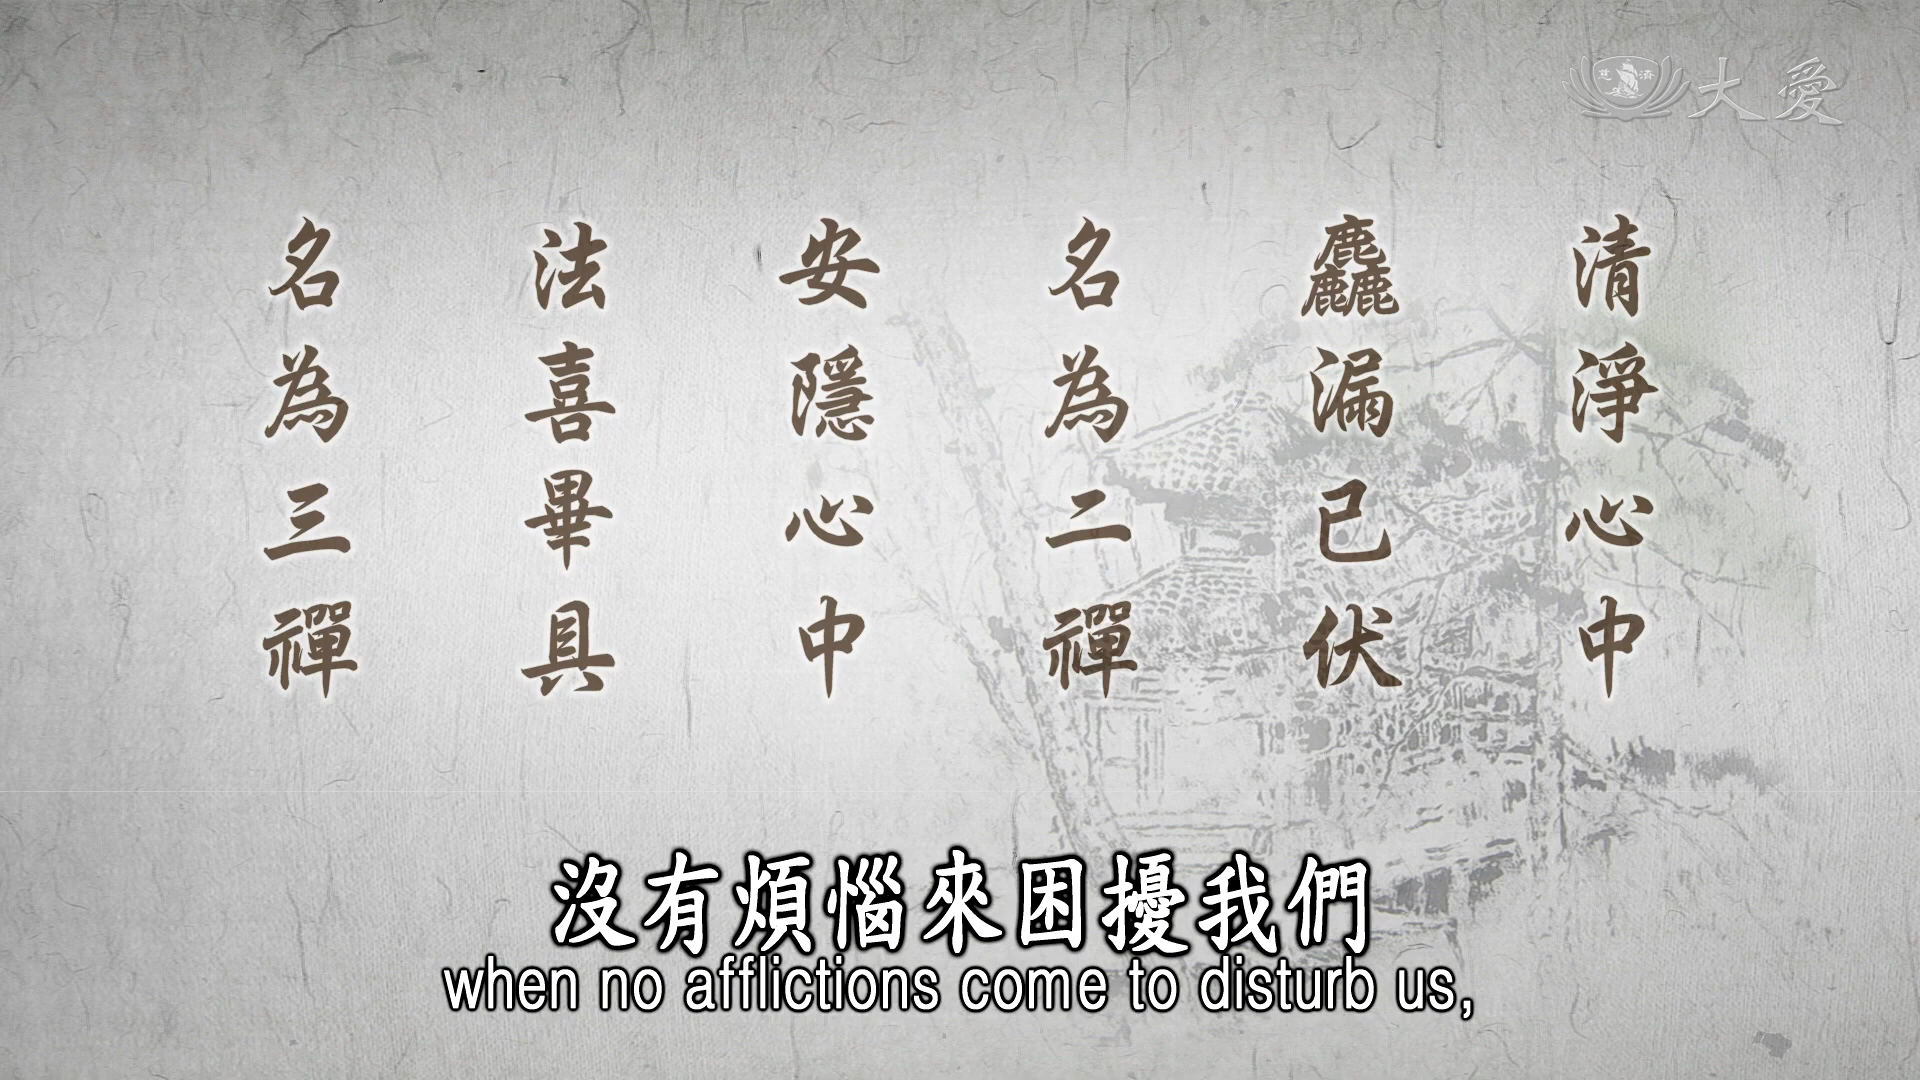 慈濟
大愛
清淨心中
麤漏已伏
名為二禪
安隱心中
法喜畢具
名為三禪
沒有煩惱來困擾我們
when no afflictions come to disturb us,